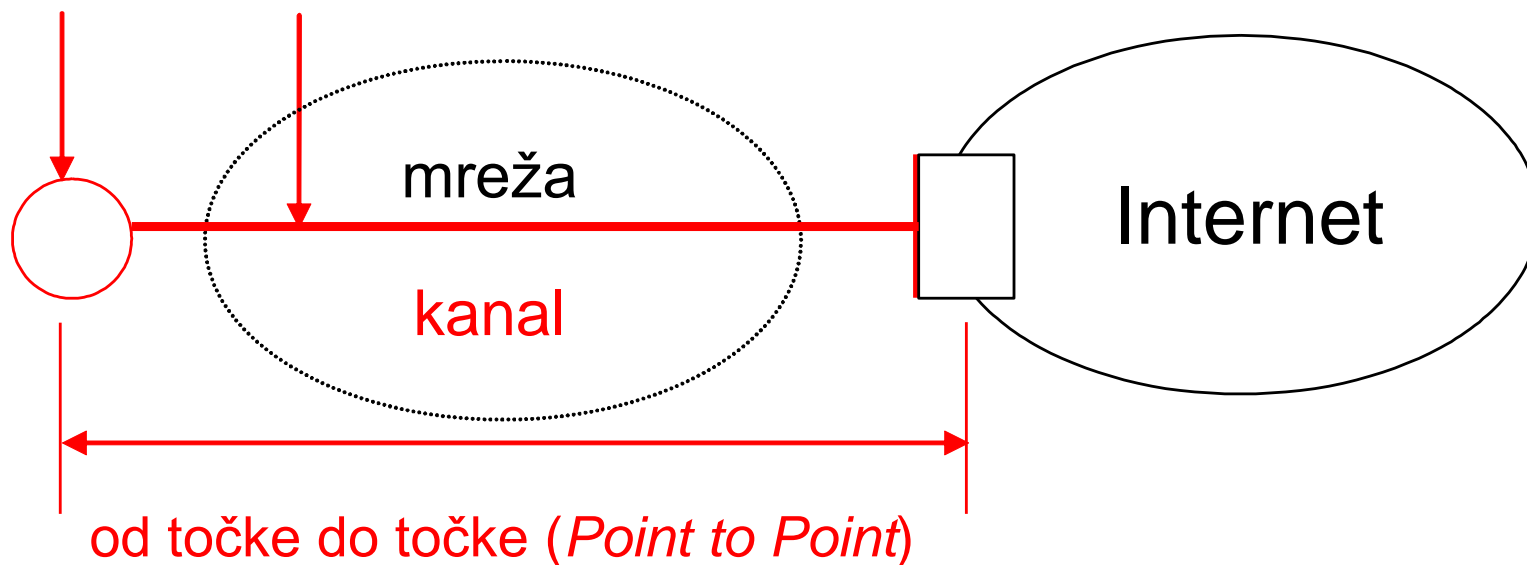 mreža
Internet
kanal
od točke do točke (Point to Point)